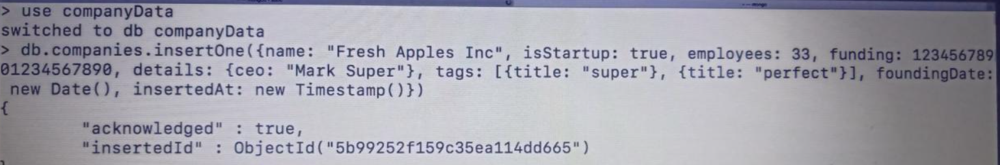 > use companyData
switched to db companyData
> db.companies.insertOne({name: "Fresh Apples Inc", isStartup: true, employees: 33, funding: 123456789
01234567890, details: {ceo: "Mark Super"}, tags: [{title: "super"}, {title: "perfect"}], foundingDate:
 new Date(), insertedAt: new Timestamp()})
{
        "acknowledged" : true,
        "insertedId" : ObjectId("5b99252f159c35ea114dd665")